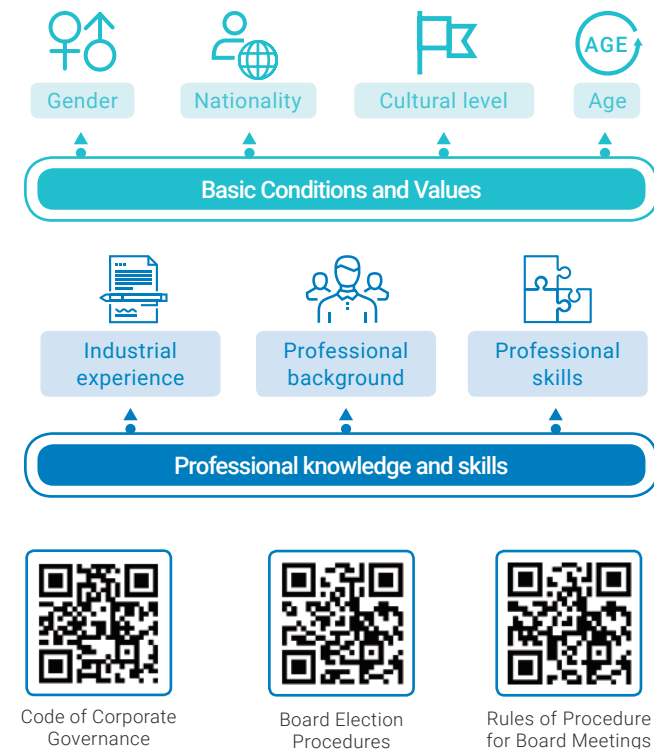 AGE
Gender
Nationality
Cultural level
Age
Basic Conditions and Values
Industrial
experience
Professional
background
Professional
skills
Professional knowledge and skills
Code of Corporate
Governance
Board Election
Procedures
Rules of Procedure
for Board Meetings